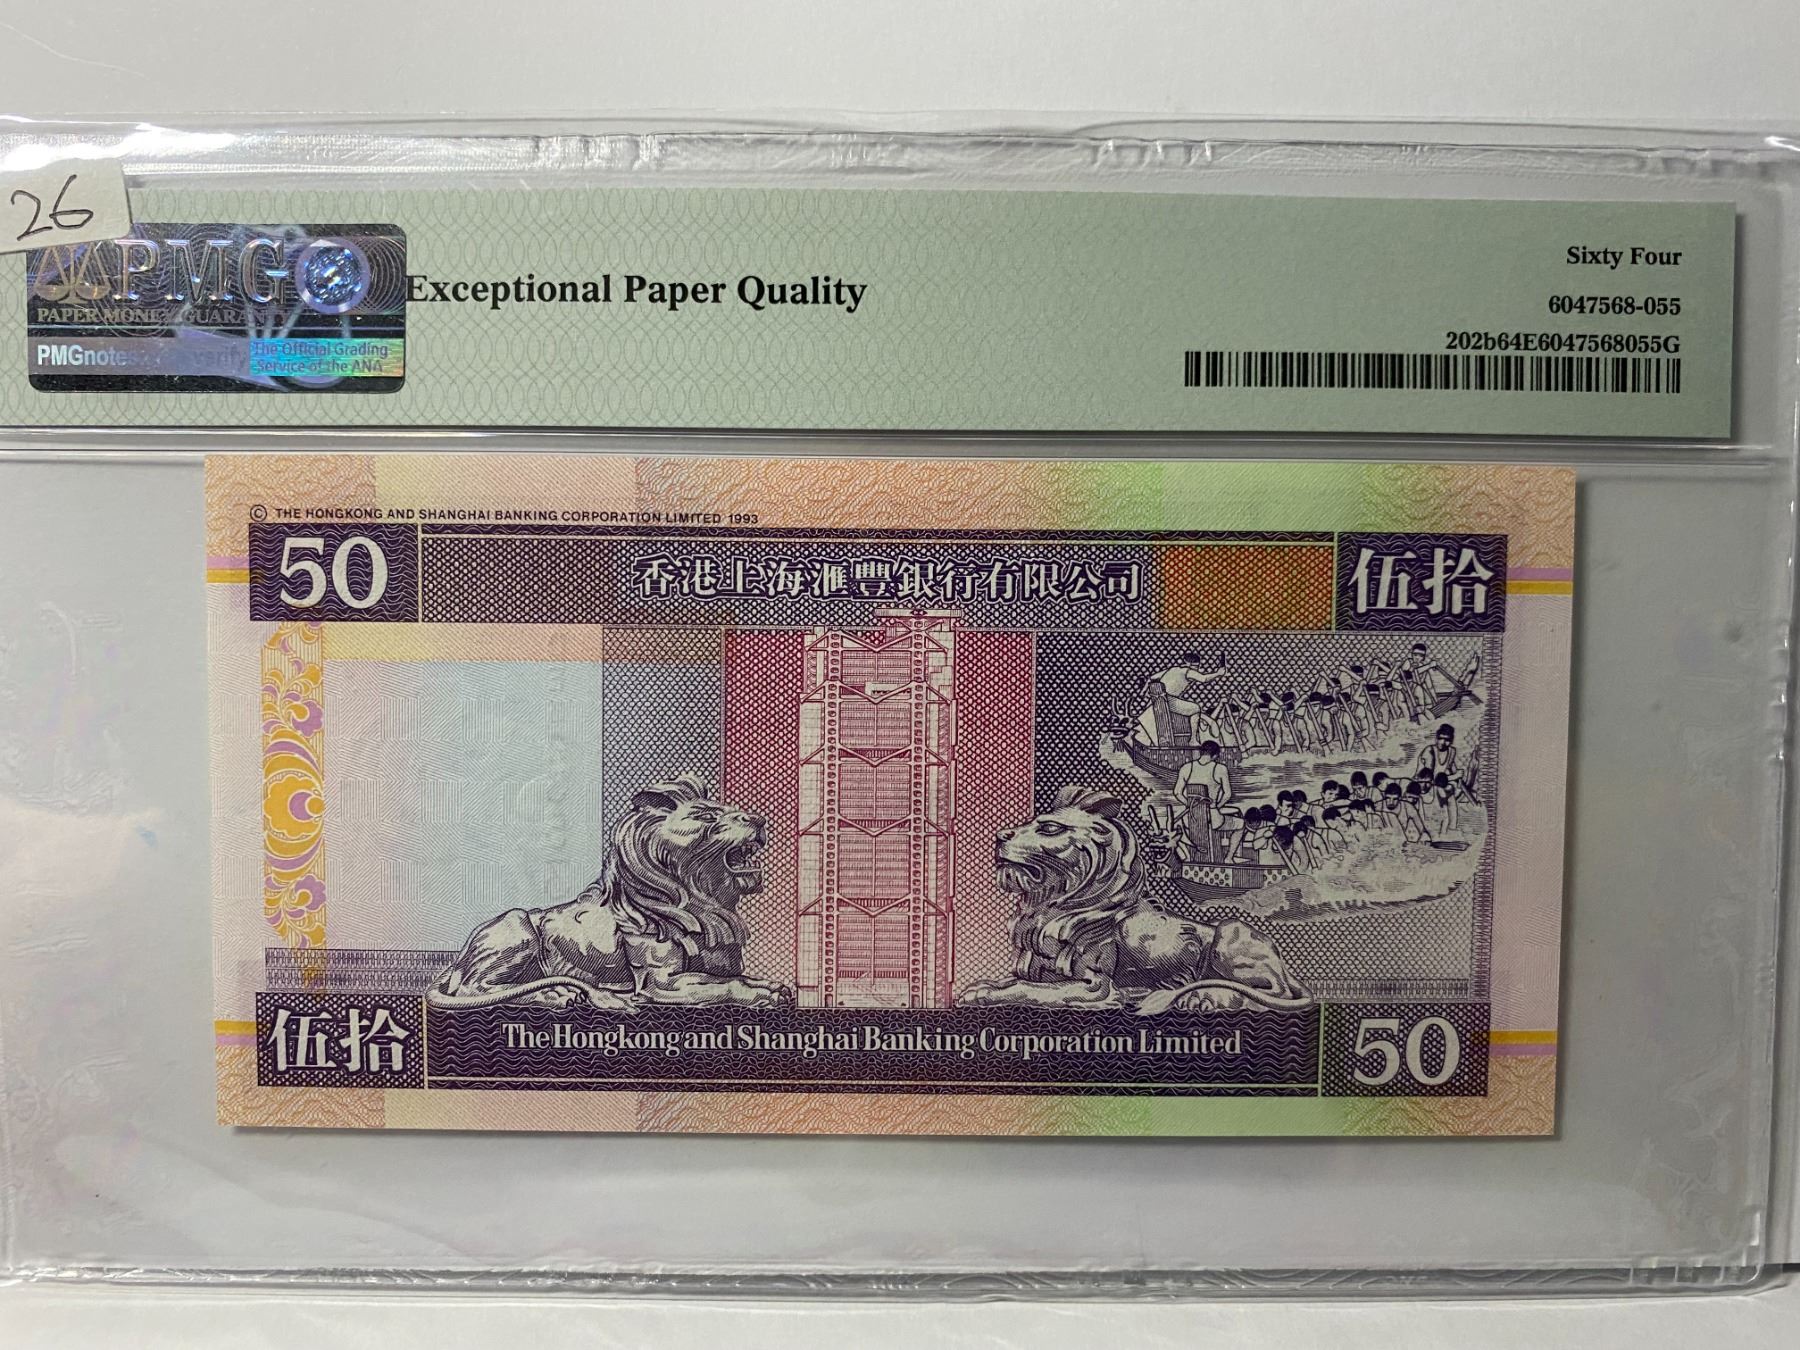 26
PMG
PAPER MONEY GUARANTY
PMGnotes verify
The Official Grading
Service of the ANA
Exceptional Paper Quality
Sixty Four
6047568-055
202b64E6047568055G
© THE HONGKONG AND SHANGHAI BANKING CORPORATION LIMITED 1993
50
香港上海滙豐銀行有限公司
伍拾
伍拾
The Hongkong and Shanghai Banking Corporation Limited
50